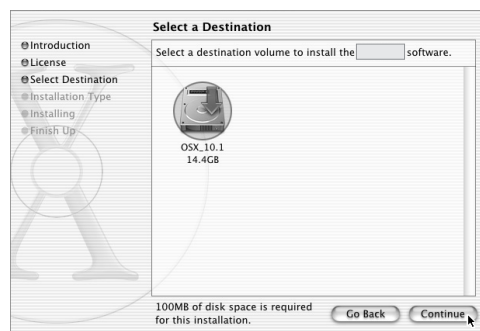 Select a Destination
Introduction
License
Select Destination
Installation Type
Installing
Finish Up
Select a destination volume to install the software.
OSX_10.1
14.4GB
100MB of disk space is required
for this installation.
Go Back
Continue